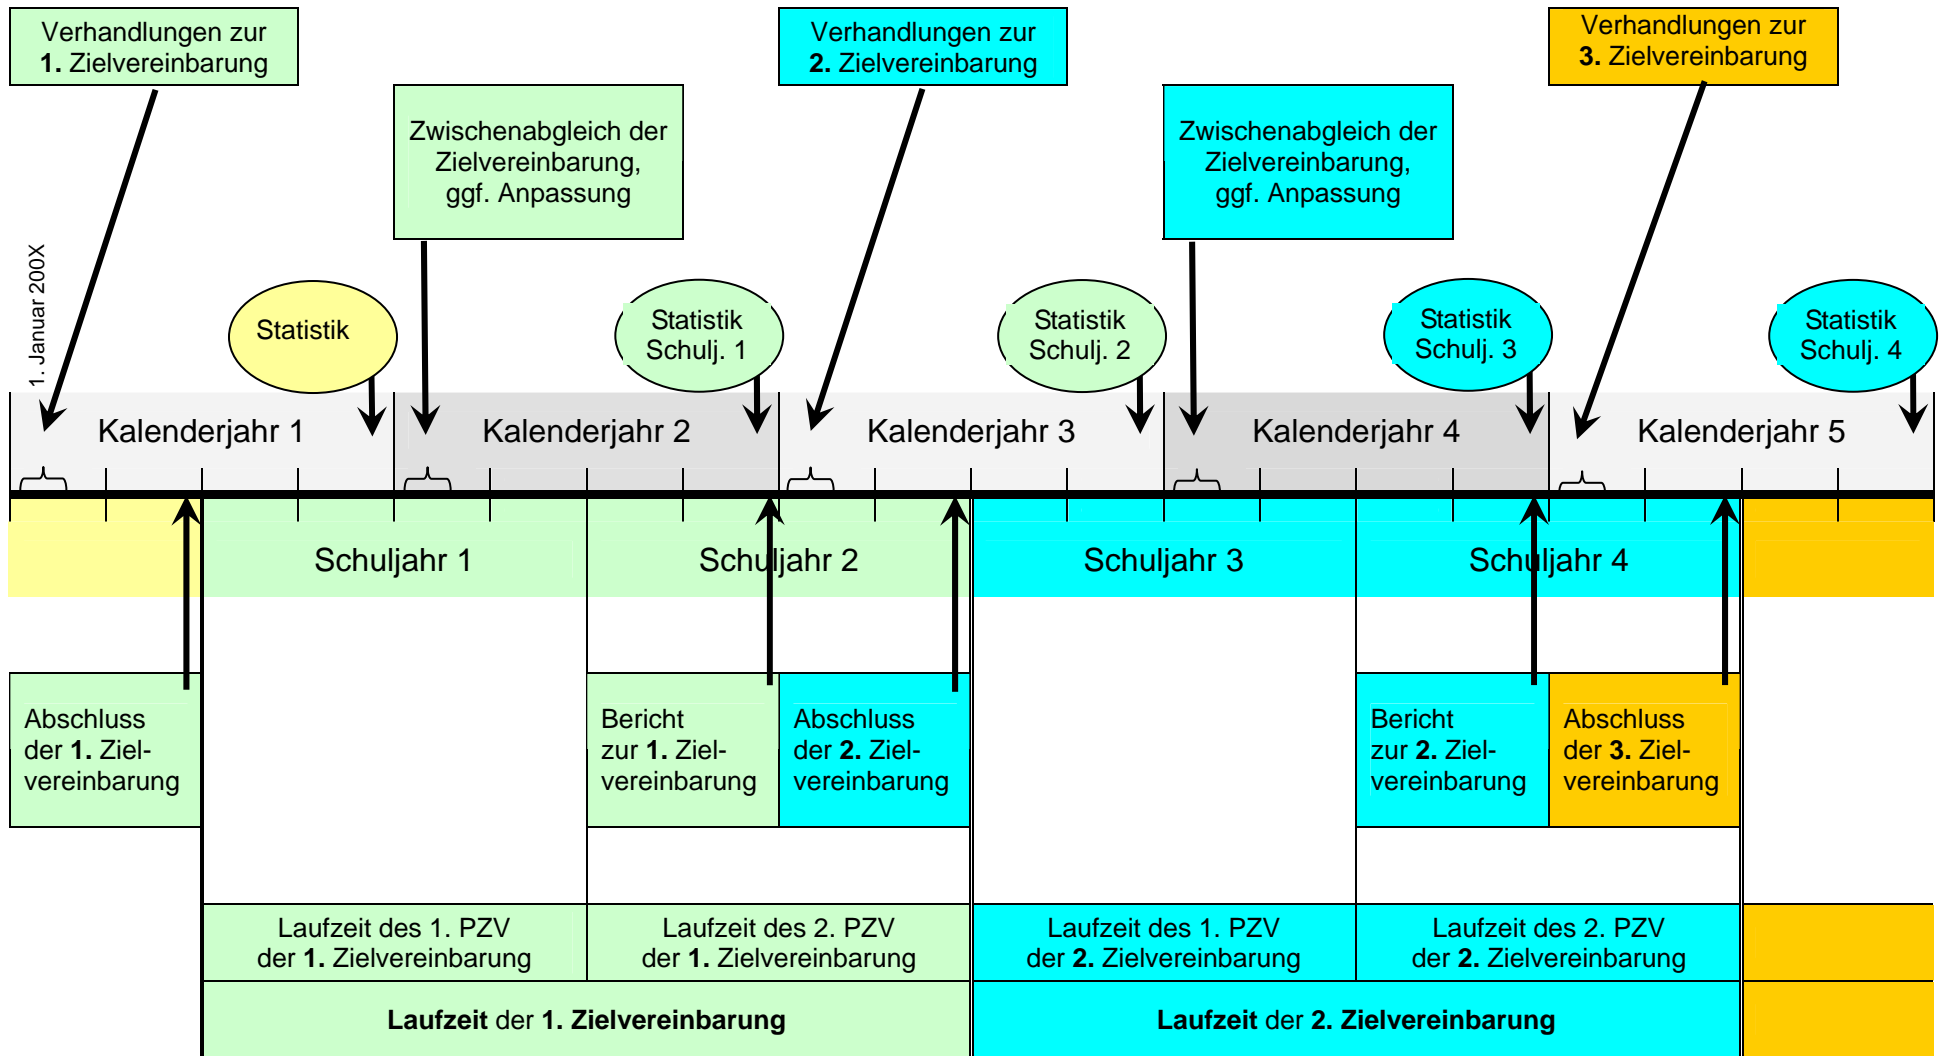 Verhandlungen zur
1. Zielvereinbarung
Verhandlungen zur
2. Zielvereinbarung
Verhandlungen zur
3. Zielvereinbarung
Zwischenabgleich der
Zielvereinbarung,
ggf. Anpassung
Zwischenabgleich der
Zielvereinbarung,
ggf. Anpassung
1. Januar 200X
Statistik
Statistik
Schulj. 1
Statistik
Schulj. 2
Statistik
Schulj. 3
Statistik
Schulj. 4
Kalenderjahr 1
Kalenderjahr 2
Kalenderjahr 3
Kalenderjahr 4
Kalenderjahr 5
Schuljahr 1
Schuljahr 2
Schuljahr 3
Schuljahr 4
Abschluss
der 1. Ziel-
vereinbarung
Bericht
zur 1. Ziel-
vereinbarung
Abschluss
der 2. Ziel-
vereinbarung
Bericht
zur 2. Ziel-
vereinbarung
Abschluss
der 3. Ziel-
vereinbarung
Laufzeit des 1. PZV
der 1. Zielvereinbarung
Laufzeit des 2. PZV
der 1. Zielvereinbarung
Laufzeit des 1. PZV
der 2. Zielvereinbarung
Laufzeit des 2. PZV
der 2. Zielvereinbarung
Laufzeit der 1. Zielvereinbarung
Laufzeit der 2. Zielvereinbarung